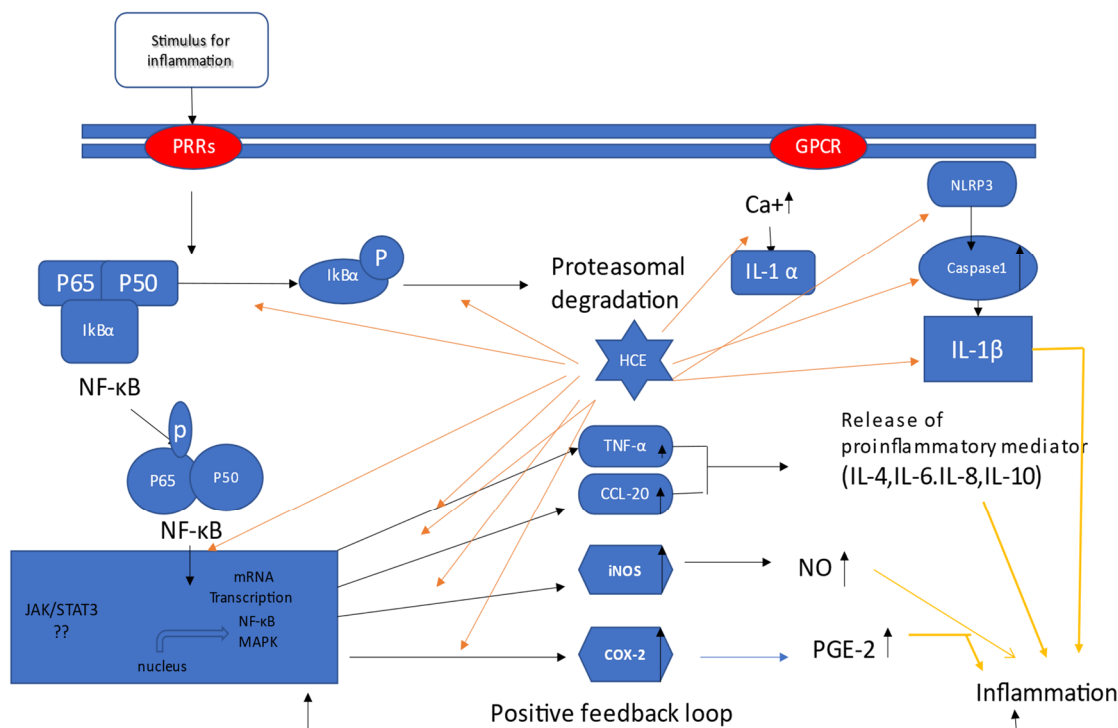 Stimulus for
inflammation
PRRs
GPCR
NLRP3
Ca+
P
P65
P50
IkBα
IkBα
Proteasomal
degradation
IL-1 α
Caspase1
HCE
IL-1β
NF-κB
p
P65
P50
NF-κB
TNF-α
CCL-20
Release of
proinflammatory mediator
(IL-4,IL-6.IL-8,IL-10)
mRNA
Transcription
NF-κB
MAPK
JAK/STAT3
??
nucleus
iNOS
NO
COX-2
PGE-2
Inflammation
Positive feedback loop